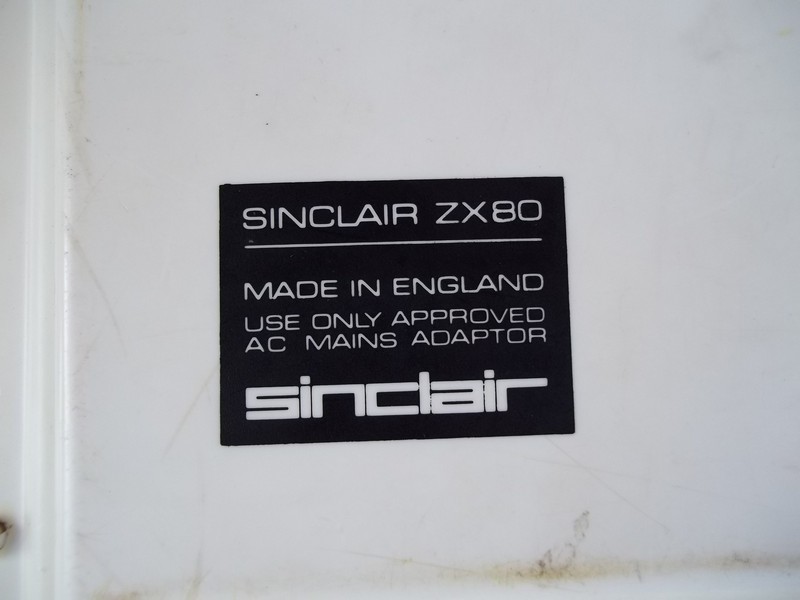 SINCLAIR ZX80
MADE IN ENGLAND
USE ONLY APPROVED
AC MAINS ADAPTOR
sinclair